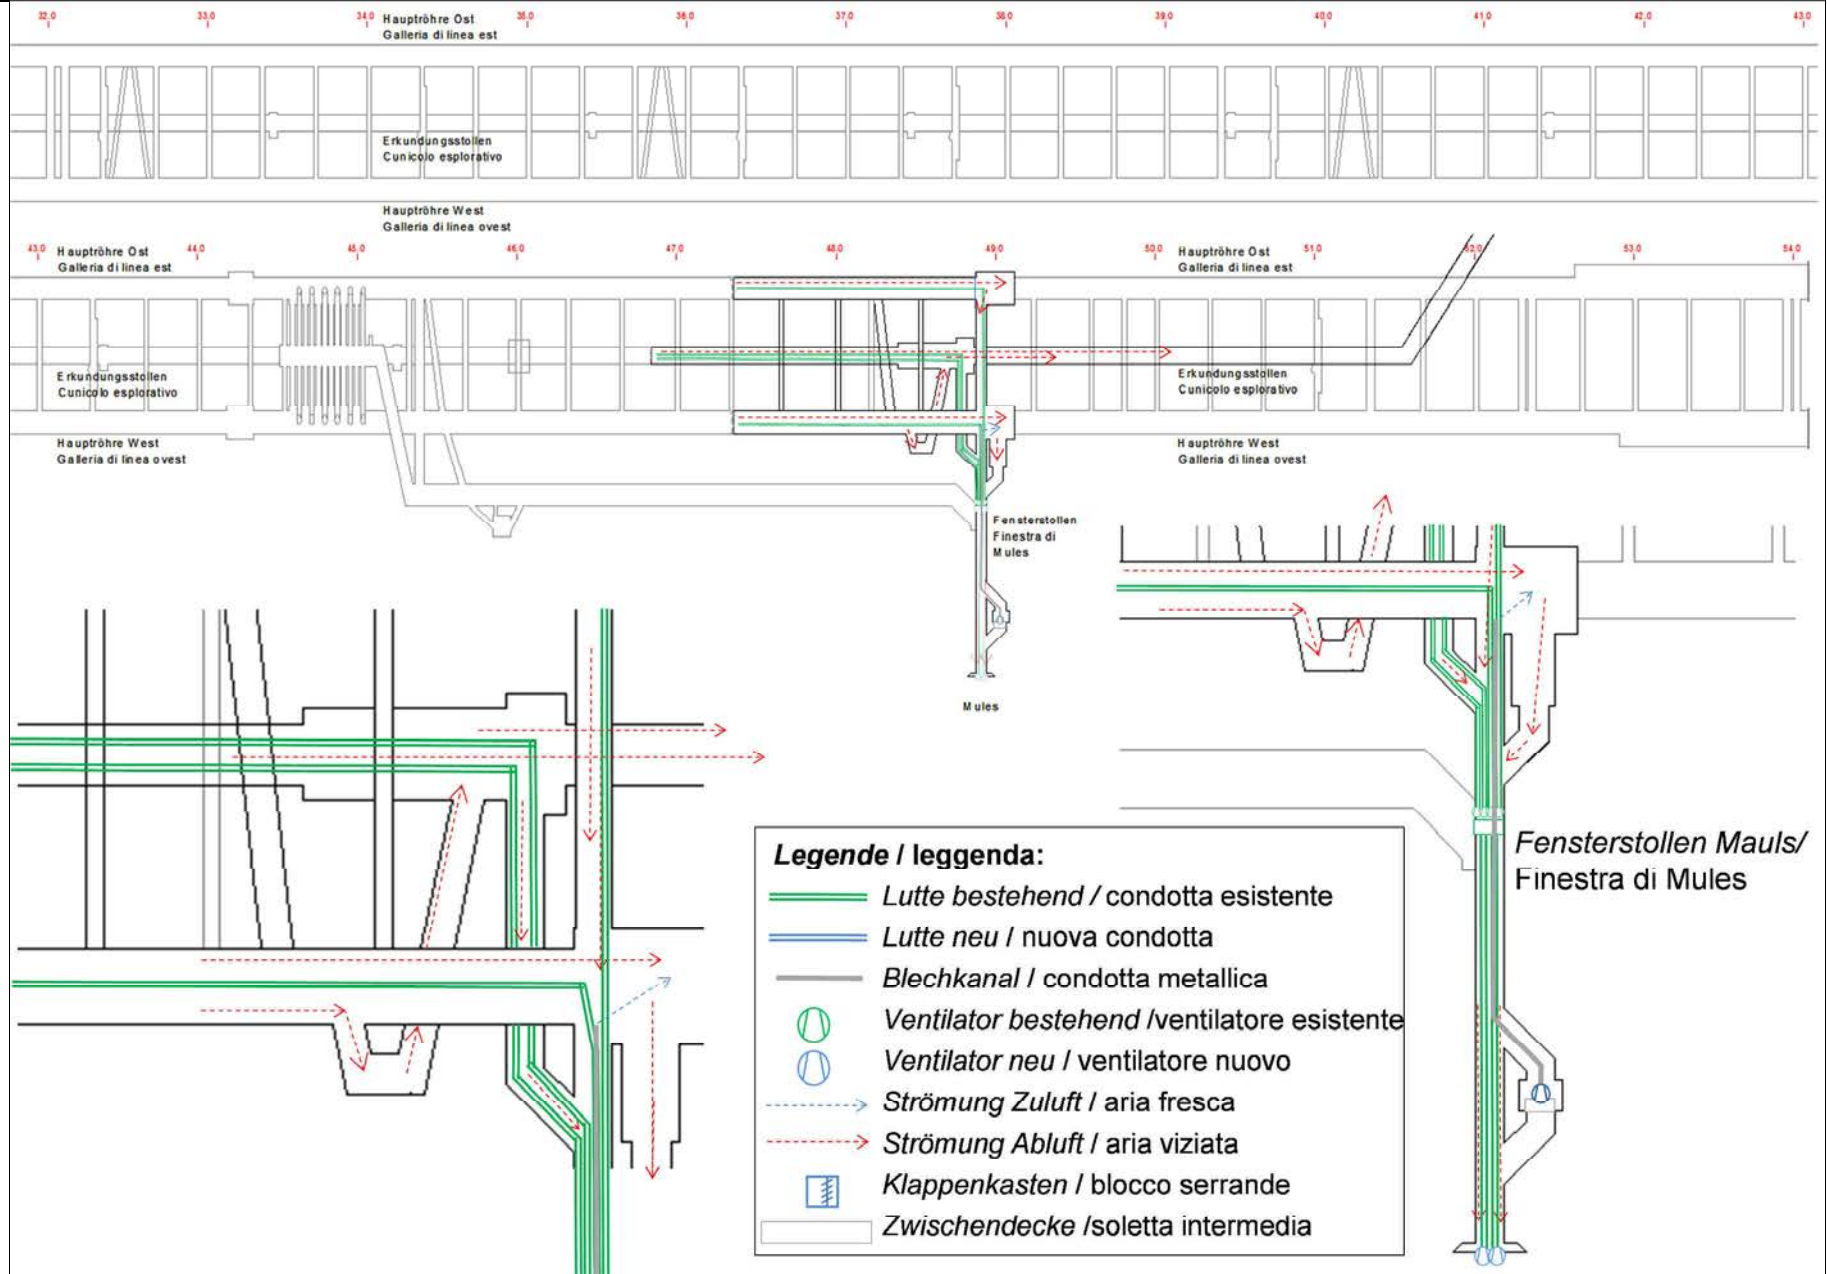 32.0 33.0 34.0 35.0 36.0 37.0 38.0 39.0 40.0 41.0 42.0 43.0
Hauptröhre Ost
Galleria di linea est
Erkundungsstollen
Cunicolo esplorativo
Hauptröhre West
Galleria di linea ovest
43.0 44.0 45.0 46.0 47.0 48.0 49.0 50.0 51.0 52.0 53.0 54.0
Hauptröhre Ost
Galleria di linea est
Hauptröhre Ost
Galleria di linea est
Erkundungsstollen
Cunicolo esplorativo
Erkundungsstollen
Cunicolo esplorativo
Hauptröhre West
Galleria di linea ovest
Hauptröhre West
Galleria di linea ovest
Fensterstollen
Finestra di
Mules
Mules
Fensterstollen Mauls/
Finestra di Mules
Legende / leggenda:
Lutte bestehend / condotta esistente
Lutte neu / nuova condotta
Blechkanal / condotta metallica
Ventilator bestehend /ventilatore esistente
Ventilator neu / ventilatore nuovo
Strömung Zuluft / aria fresca
Strömung Abluft / aria viziata
Klappenkasten / blocco serrande
Zwischendecke /soletta intermedia